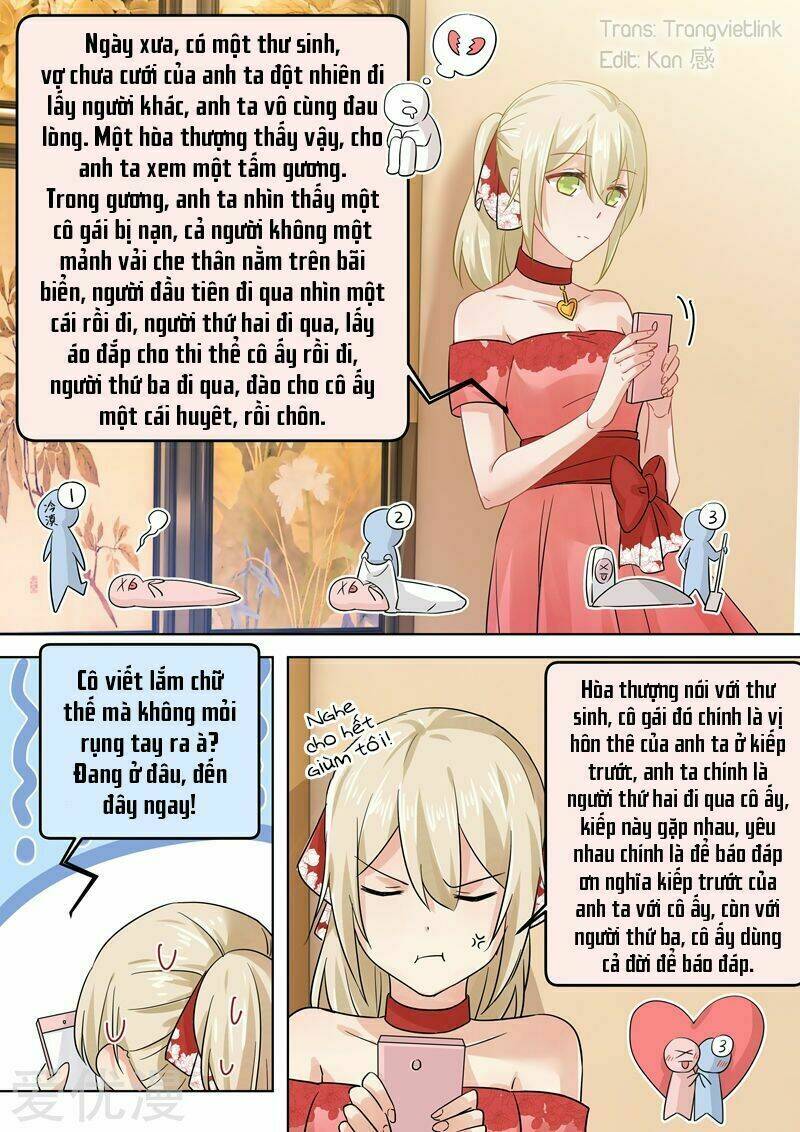 Trans: Trangvietlink
Edit: Kan 感
Ngày xưa, có một thư sinh,
vợ chưa cưới của anh ta đột nhiên đi
lấy người khác, anh ta vô cùng đau
lòng. Một hòa thượng thấy vậy, cho
anh ta xem một tấm gương.
Trong gương, anh ta nhìn thấy một
cô gái bị nạn, cả người không một
mảnh vải che thân nằm trên bãi
biển, người đầu tiên đi qua nhìn một
cái rồi đi, người thứ hai đi qua, lấy
áo đắp cho thi thể cô ấy rồi đi,
người thứ ba đi qua, đào cho cô ấy
một cái huyệt, rồi chôn.
1
冷漠
2
3
Cô viết lắm chữ
thế mà không mỏi
rụng tay ra à?
Đang ở đâu, đến
đây ngay!
Nghe
cho hết
giùm tôi!
Hòa thượng nói với thư
sinh, cô gái đó chính là vị
hôn thê của anh ta ở kiếp
trước, anh ta chính là
người thứ hai đi qua cô ấy,
kiếp này gặp nhau, yêu
nhau chính là để báo đáp
ơn nghĩa kiếp trước của
anh ta với cô ấy, còn với
người thứ ba, cô ấy dùng
cả đời để báo đáp.
3
爱优漫